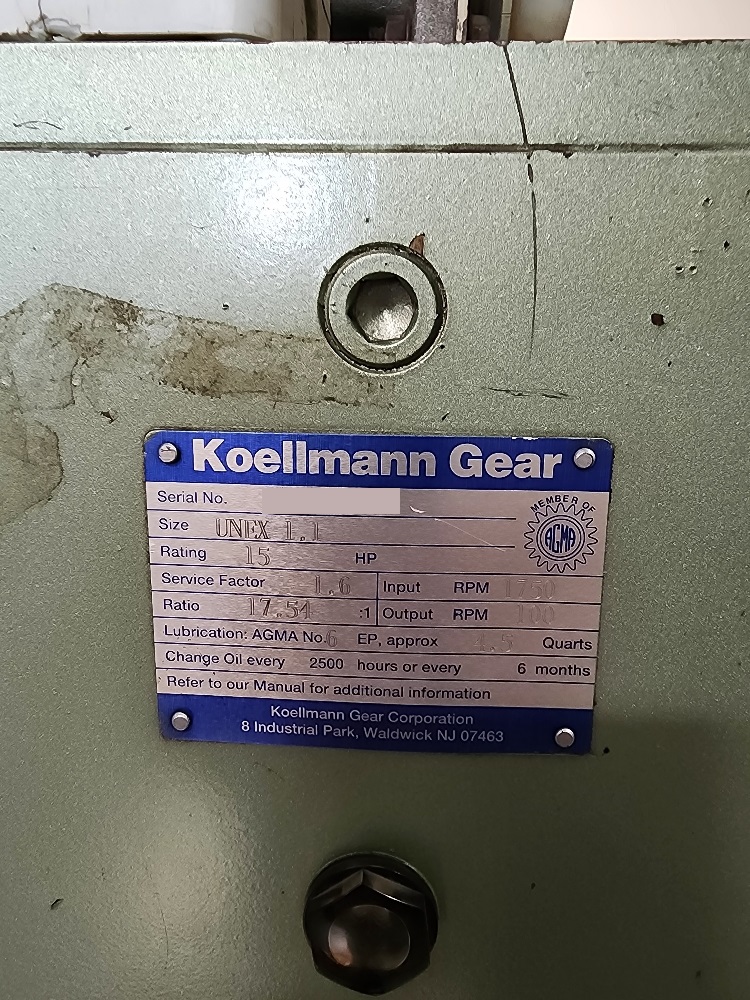 Koellmann Gear
Serial No.
MEMBER OF
AGMA
Size UNEX 1.1
Rating 15 HP
Service Factor 1.6 Input RPM 1750
Ratio 17.54 :1 Output RPM 100
Lubrication: AGMA No. 6 EP, approx Quarts
Change Oil every 2500 hours or every 6 months
Refer to our Manual for additional information
Koellmann Gear Corporation
8 Industrial Park, Waldwick NJ 07463